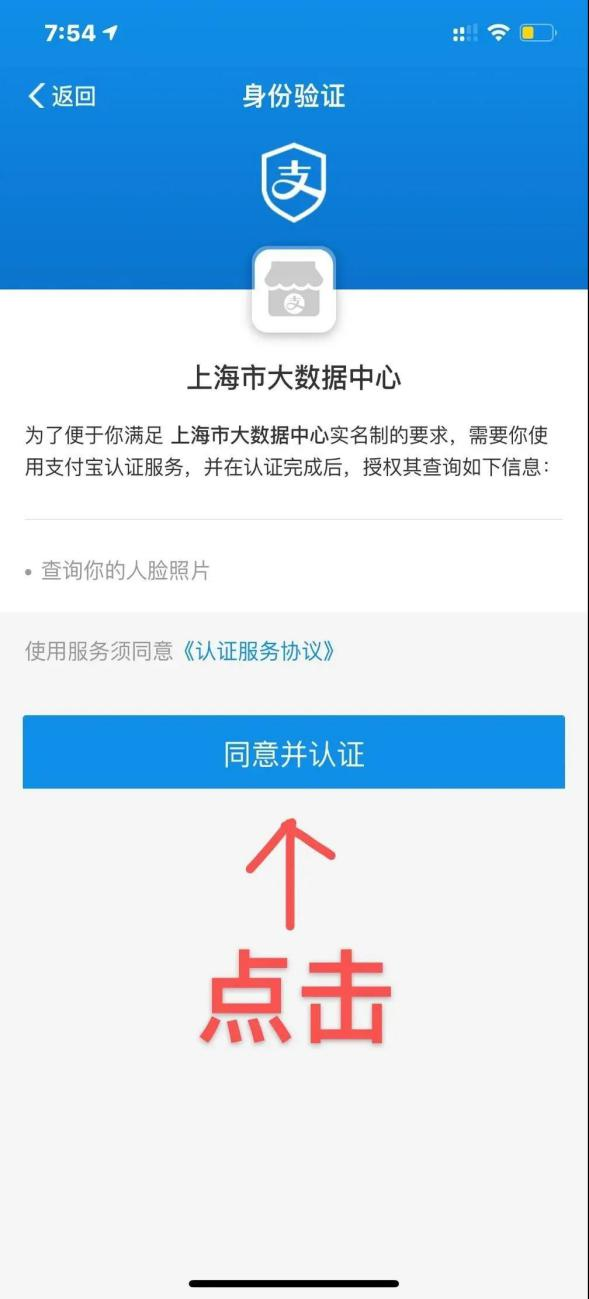 7:54
返回
身份验证
支
支
上海市大数据中心
为了便于你满足 上海市大数据中心实名制的要求，需要你使
用支付宝认证服务，并在认证完成后，授权其查询如下信息：
• 查询你的人脸照片
使用服务须同意《认证服务协议》
同意并认证
点击